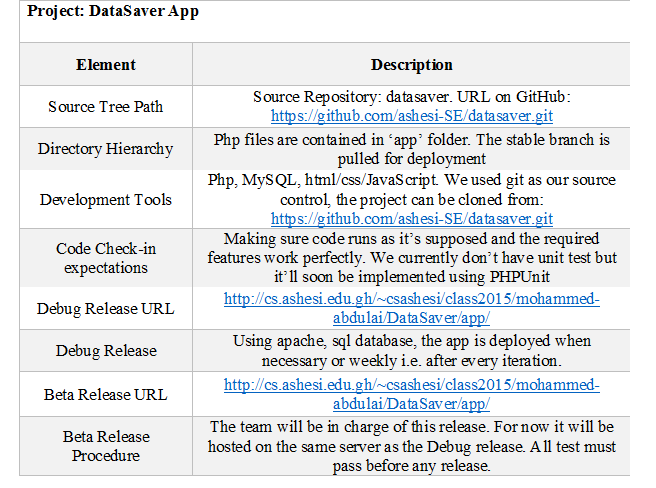 Project: DataSaver App
Element
Description
Source Tree Path
Source Repository: datasaver. URL on GitHub:
https://github.com/ashesi-SE/datasaver.git
Directory Hierarchy
Php files are contained in ‘app’ folder. The stable branch is
pulled for deployment
Development Tools
Php, MySQL, html/css/JavaScript. We used git as our source
control, the project can be cloned from:
https://github.com/ashesi-SE/datasaver.git
Code Check-in
expectations
Making sure code runs as it’s supposed and the required
features work perfectly. We currently don’t have unit test but
it’ll soon be implemented using PHPUnit
Debug Release URL
http://cs.ashesi.edu.gh/~csashesi/class2015/mohammed-
abdulai/DataSaver/app/
Debug Release
Using apache, sql database, the app is deployed when
necessary or weekly i.e. after every iteration.
Beta Release URL
http://cs.ashesi.edu.gh/~csashesi/class2015/mohammed-
abdulai/DataSaver/app/
Beta Release
Procedure
The team will be in charge of this release. For now it will be
hosted on the same server as the Debug release. All test must
pass before any release.